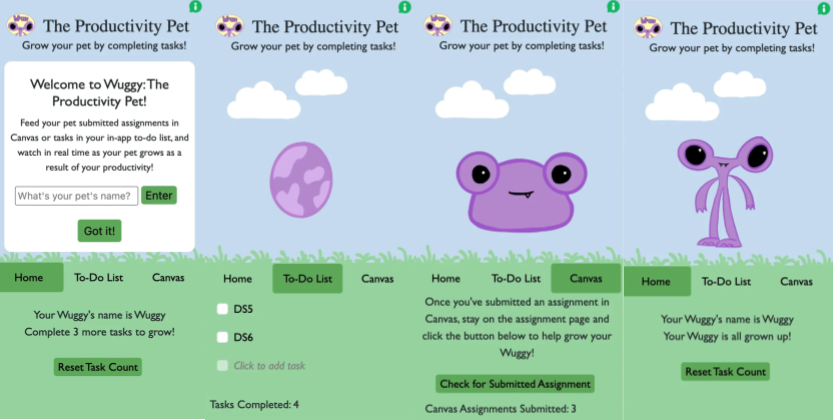 The Productivity Pet
Grow your pet by completing tasks!
Welcome to Wuggy: The
Productivity Pet!
Feed your pet submitted assignments in
Canvas or tasks in your in-app to-do list, and
watch in real time as your pet grows as a
result of your productivity!
What's your pet's name?
Enter
Got it!
Home
To-Do List
Canvas
Your Wuggy's name is Wuggy
Complete 3 more tasks to grow!
Reset Task Count
The Productivity Pet
Grow your pet by completing tasks!
Home
To-Do List
Canvas
DS5
DS6
Click to add task
Tasks Completed: 4
The Productivity Pet
Grow your pet by completing tasks!
Home
To-Do List
Canvas
Once you've submitted an assignment in
Canvas, stay on the assignment page and
click the button below to help grow your
Wuggy!
Check for Submitted Assignment
Canvas Assignments Submitted: 3
The Productivity Pet
Grow your pet by completing tasks!
Home
To-Do List
Canvas
Your Wuggy's name is Wuggy
Your Wuggy is all grown up!
Reset Task Count